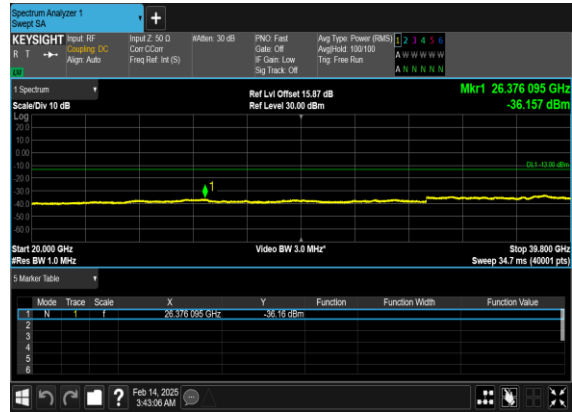 Spectrum Analyzer 1
Swept SA
KEYSIGHT Input: RF Input Z: 50 Ω #Atten: 30 dB PNO: Fast Avg Type: Power (RMS) 1 2 3 4 5 6
R T Coupling: DC Corr CCorr Gate: Off Avg|Hold: 100/100 A W W W W W
Align: Auto Freq Ref: Int (S) IF Gain: Low Trig: Free Run
Sig Track: Off A N N N N N
1 Spectrum Ref Lvl Offset 15.87 dB Mkr1 26.376 095 GHz
Scale/Div 10 dB Ref Level 30.00 dBm -36.157 dBm
Log
20.0
10.0
0.00
-10.0 DL1 -13.00 dBm
-20.0
-30.0 1
-40.0
-50.0
-60.0
Start 20.000 GHz Video BW 3.0 MHz* Stop 39.800 GHz
#Res BW 1.0 MHz Sweep 34.7 ms (40001 pts)
5 Marker Table
Mode Trace Scale X Y Function Function Width Function Value
1 N 1 f 26.376 095 GHz -36.16 dBm
2
3
4
5
6
? Feb 14, 2025
3:43:06 AM